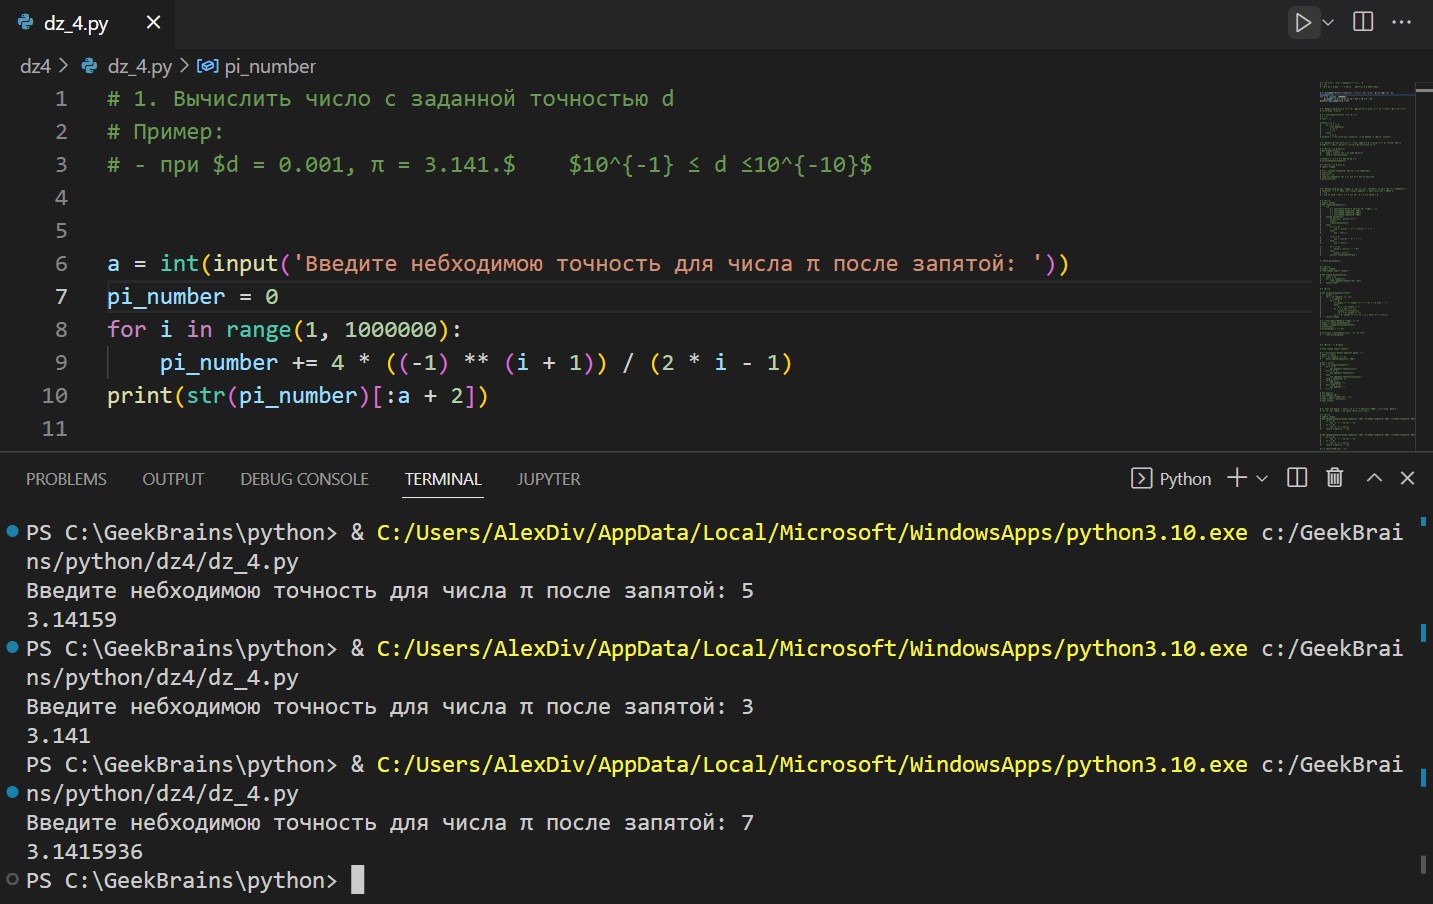 dz_4.py
dz4 > dz_4.py > pi_number
1 # 1. Вычислить число c заданной точностью d
2 # Пример:
3 # - при $d = 0.001, π = 3.141.$    $10^{-1} ≤ d ≤10^{-10}$
4
5
6 a = int(input('Введите небходимою точность для числа π после запятой: '))
7 pi_number = 0
8 for i in range(1, 1000000):
9     pi_number += 4 * ((-1) ** (i + 1)) / (2 * i - 1)
10 print(str(pi_number)[:a + 2])
11
PROBLEMS OUTPUT DEBUG CONSOLE TERMINAL JUPYTER Python
PS C:\GeekBrains\python> & C:/Users/AlexDiv/AppData/Local/Microsoft/WindowsApps/python3.10.exe c:/GeekBrai
ns/python/dz4/dz_4.py
Введите небходимою точность для числа π после запятой: 5
3.14159
PS C:\GeekBrains\python> & C:/Users/AlexDiv/AppData/Local/Microsoft/WindowsApps/python3.10.exe c:/GeekBrai
ns/python/dz4/dz_4.py
Введите небходимою точность для числа π после запятой: 3
3.141
PS C:\GeekBrains\python> & C:/Users/AlexDiv/AppData/Local/Microsoft/WindowsApps/python3.10.exe c:/GeekBrai
ns/python/dz4/dz_4.py
Введите небходимою точность для числа π после запятой: 7
3.1415936
PS C:\GeekBrains\python>